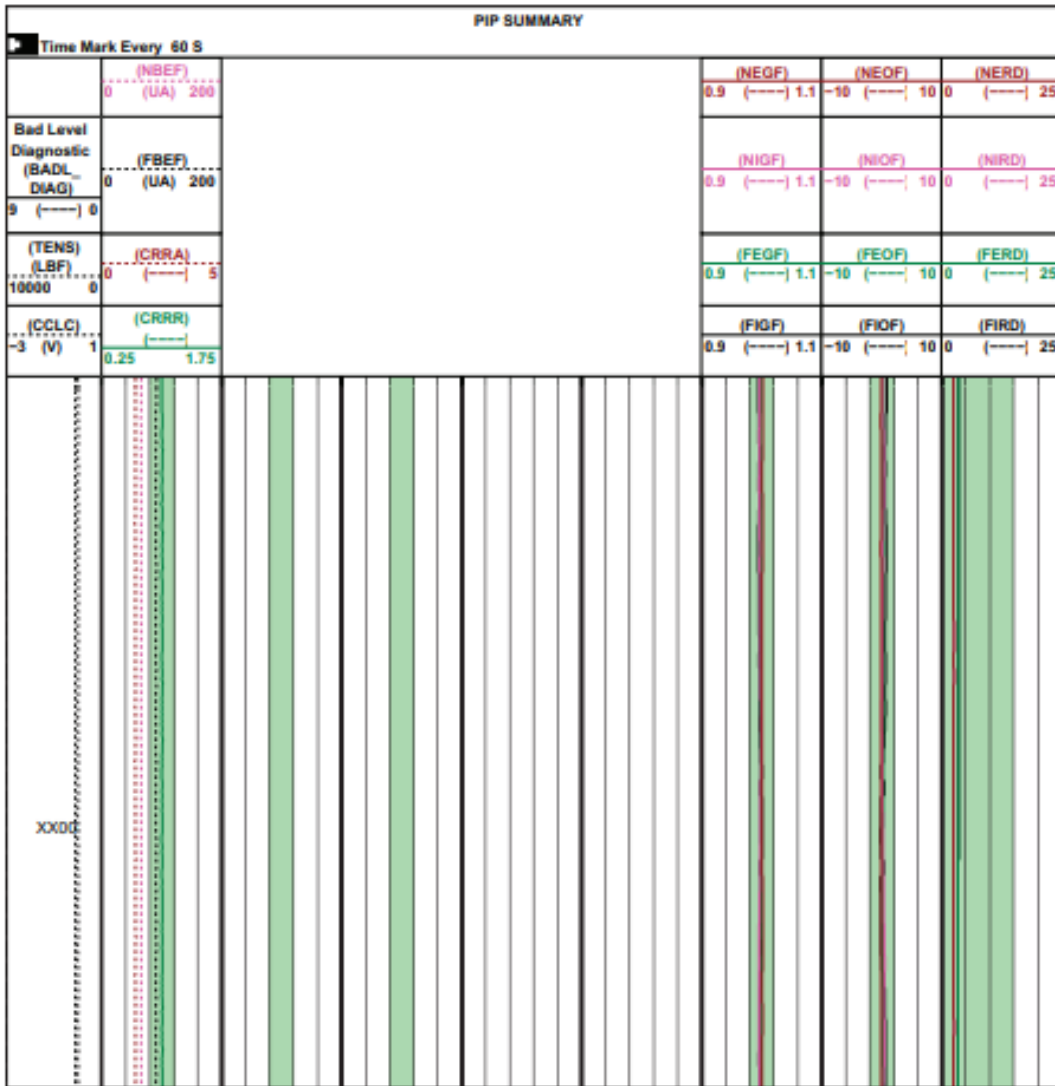 PIP SUMMARY
Time Mark Every 60 S
(NBEF)
0 (UA) 200
(NEGF)
0.9 (----) 1.1
(NEOF)
-10 (----) 10
(NERD)
0 (----) 25
Bad Level
Diagnostic
(BADL_
DIAG)
9 (----) 0
(FBEF)
0 (UA) 200
(NIGF)
0.9 (----) 1.1
(NIOF)
-10 (----) 10
(NIRD)
0 (----) 25
(TENS)
(LBF)
10000 0
(CRRA)
0 (----) 5
(FEGF)
0.9 (----) 1.1
(FEOF)
-10 (----) 10
(FERD)
0 (----) 25
(CCLC)
-3 (V) 1
(CRRR)
(----)
0.25 1.75
(FIGF)
0.9 (----) 1.1
(FIOF)
-10 (----) 10
(FIRD)
0 (----) 25
XX00